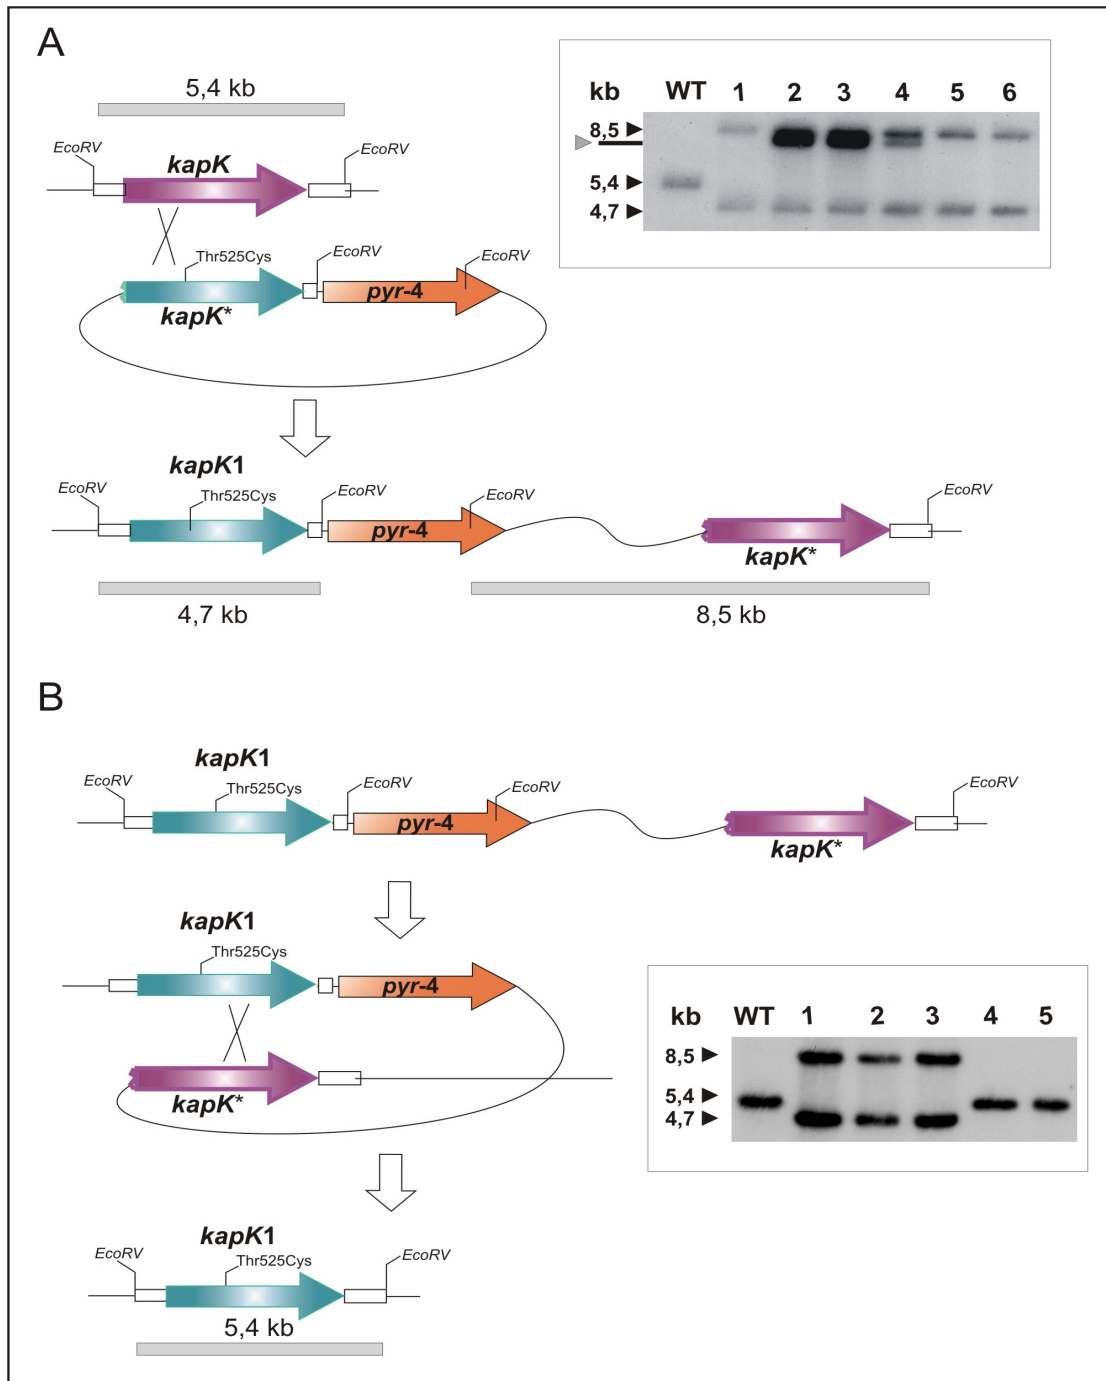 A
5,4 kb
EcoRV
kapK
EcoRV
Thr525Cys
EcoRV
EcoRV
pyr-4
kapK*
kapK1
EcoRV
Thr525Cys
EcoRV
EcoRV
EcoRV
pyr-4
kapK*
4,7 kb
8,5 kb
kb WT 1 2 3 4 5 6
8,5
5,4
4,7
B
kapK1
EcoRV
Thr525Cys
EcoRV
EcoRV
EcoRV
pyr-4
kapK*
kapK1
Thr525Cys
pyr-4
kapK*
kb WT 1 2 3 4 5
8,5
5,4
4,7
kapK1
EcoRV
Thr525Cys
EcoRV
5,4 kb